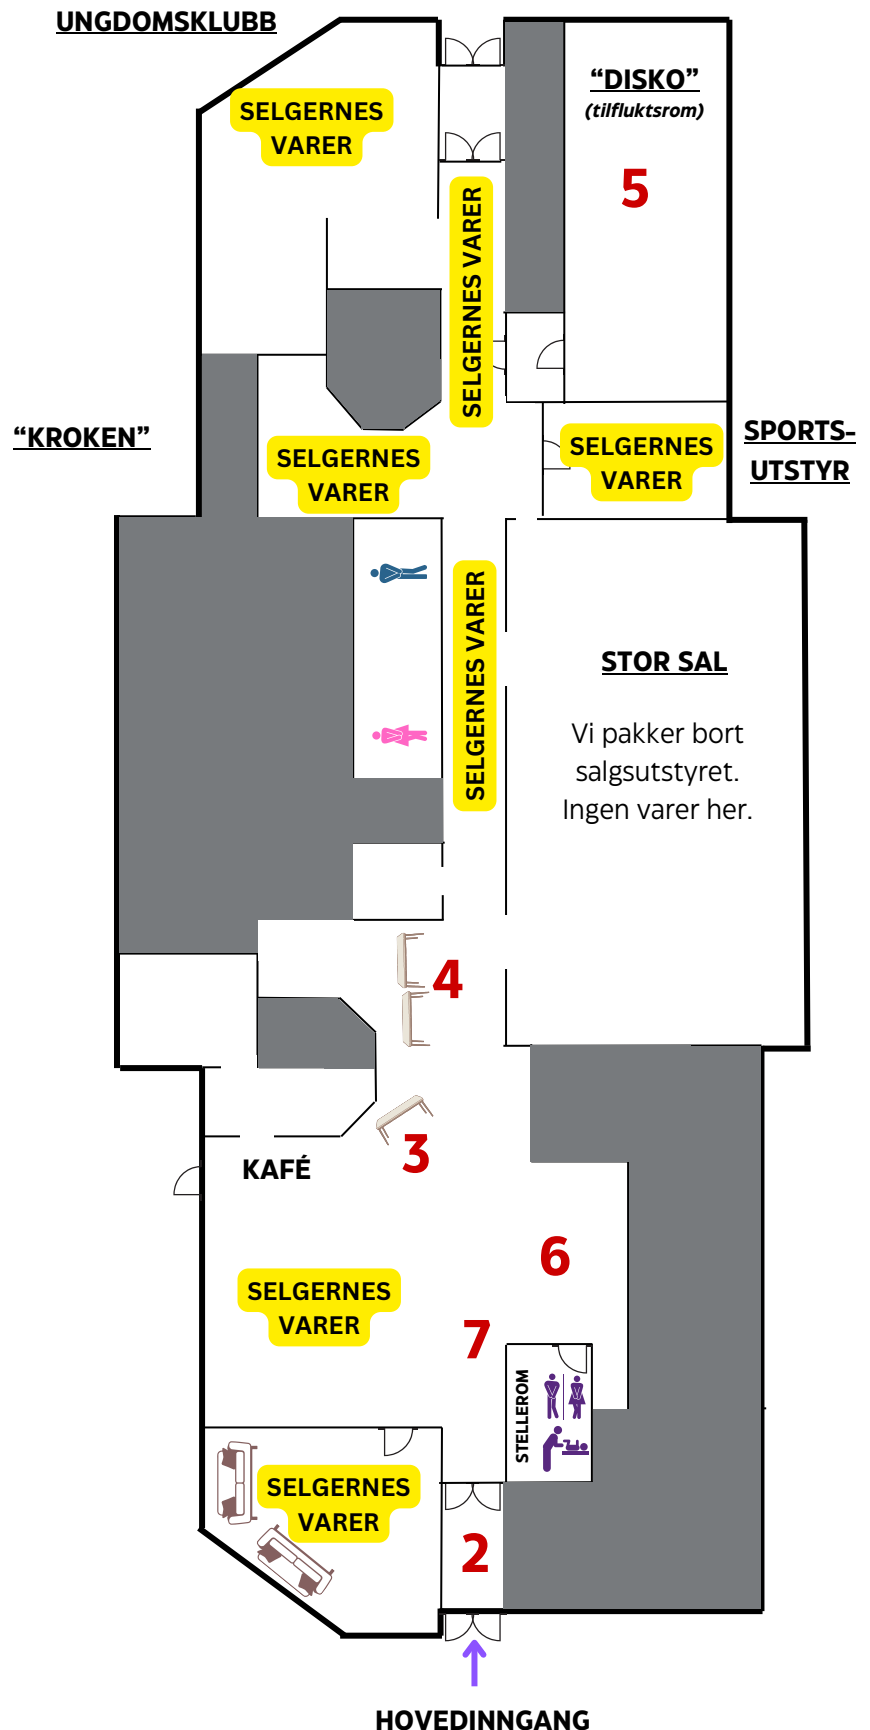 UNGDOMSKLUBB
“DISKO”
(tilfluktsrom)
SELGERNES
VARER
5
SELGERNES VARER
“KROKEN”
SELGERNES
VARER
SELGERNES
VARER
SPORTS-
UTSTYR
SELGERNES VARER
STOR SAL
Vi pakker bort
salgsutstyret.
Ingen varer her.
4
3
KAFÉ
6
SELGERNES
VARER
7
STELLEROM
SELGERNES
VARER
2
HOVEDINNGANG